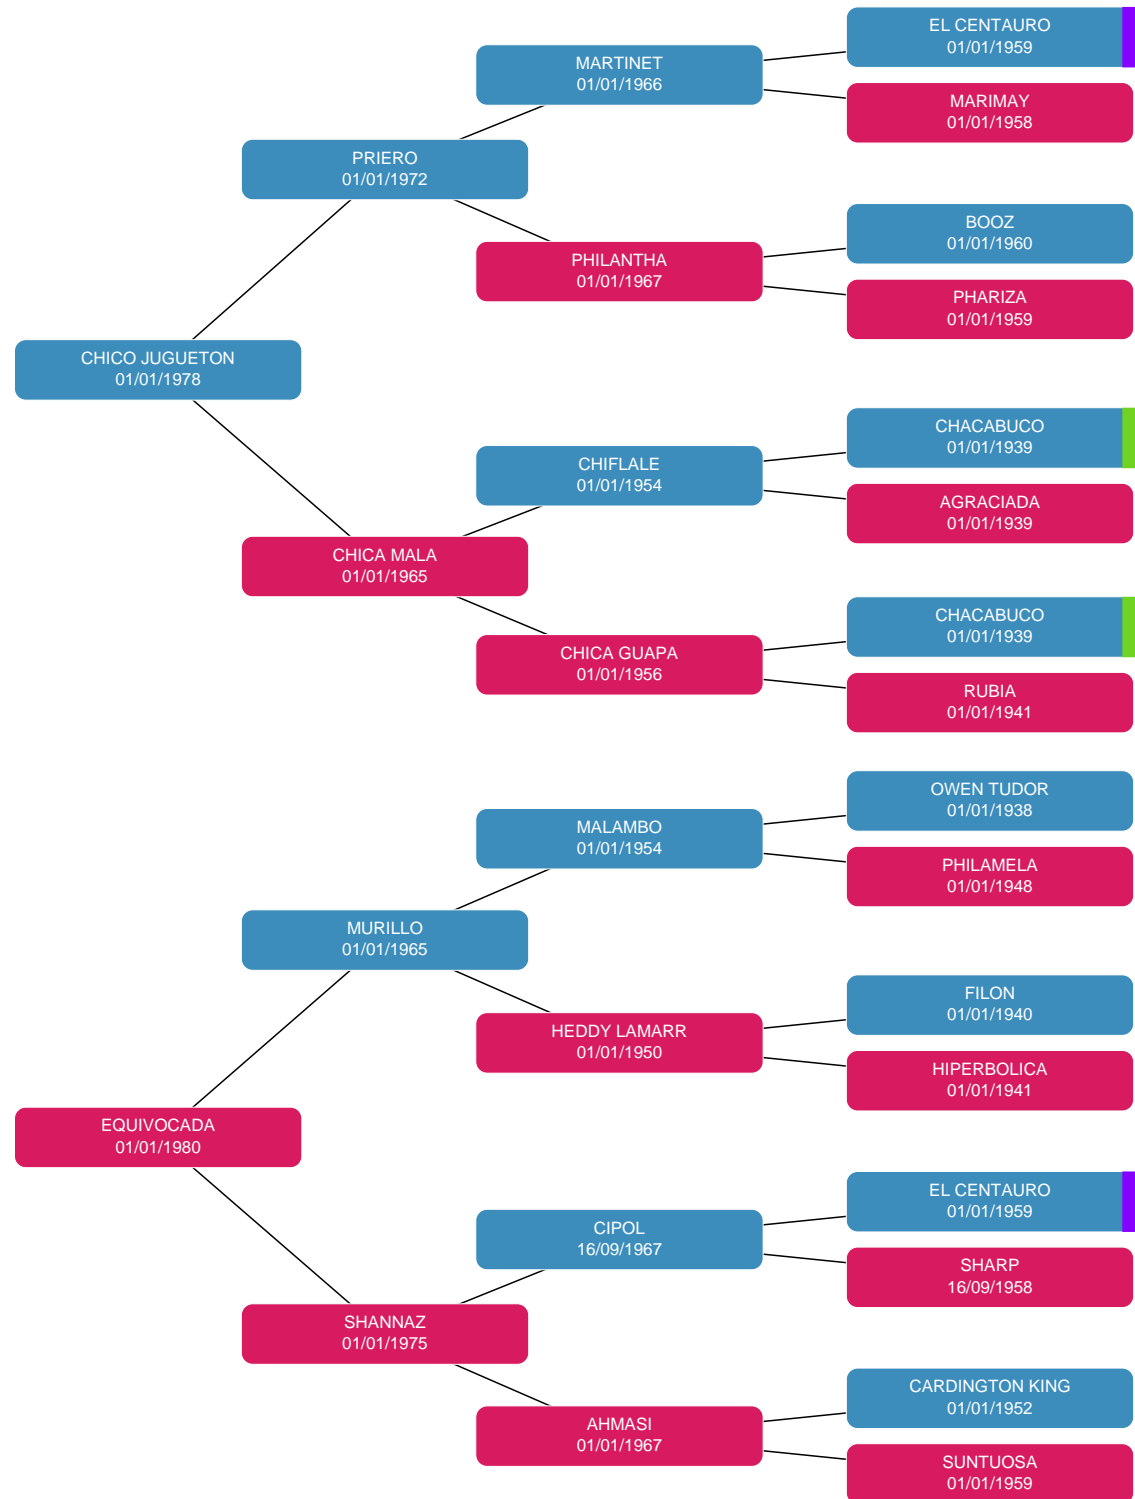 EL CENTAURO
01/01/1959
MARTINET
01/01/1966
MARIMAY
01/01/1958
PRIERO
01/01/1972
BOOZ
01/01/1960
PHILANTHA
01/01/1967
PHARIZA
01/01/1959
CHICO JUGUETON
01/01/1978
CHACABUCO
01/01/1939
CHIFLALE
01/01/1954
AGRACIADA
01/01/1939
CHICA MALA
01/01/1965
CHACABUCO
01/01/1939
CHICA GUAPA
01/01/1956
RUBIA
01/01/1941
OWEN TUDOR
01/01/1938
MALAMBO
01/01/1954
PHILAMELA
01/01/1948
MURILLO
01/01/1965
FILON
01/01/1940
HEDDY LAMARR
01/01/1950
HIPERBOLICA
01/01/1941
EQUIVOCADA
01/01/1980
EL CENTAURO
01/01/1959
CIPOL
16/09/1967
SHARP
16/09/1958
SHANNAZ
01/01/1975
CARDINGTON KING
01/01/1952
AHMASI
01/01/1967
SUNTUOSA
01/01/1959